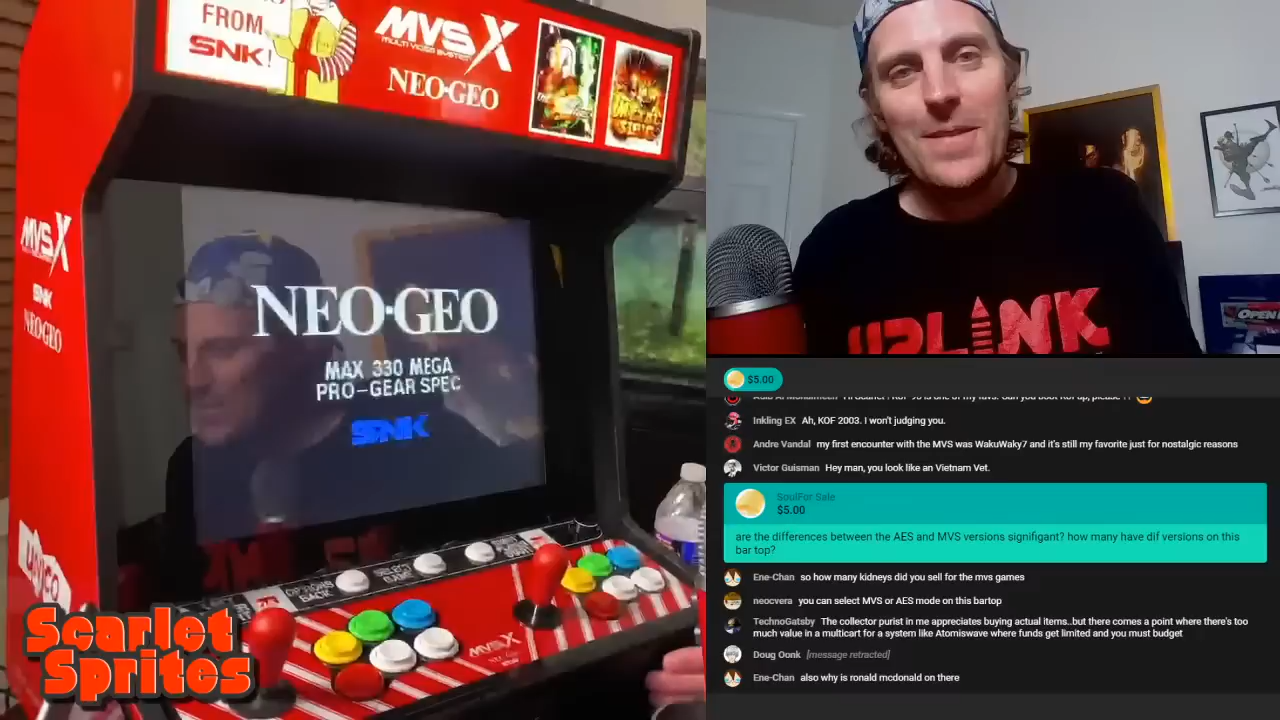 FROM
SNK!
MVS X
MULTI VIDEO SYSTEM
NEO·GEO
MVS X
SNK
NEO·GEO
UNICO
NEO·GEO
MAX 330 MEGA
PRO-GEAR SPEC
SNK
OPTIONS
BACK
SELECT
GAME
MVS X
Scarlet
Sprites
UPLINK
OPEN
$5.00
Inkling EX Ah, KOF 2003. I won't judging you.
Andre Vandal my first encounter with the MVS was WakuWaky7 and it's still my favorite just for nostalgic reasons
Victor Guisman Hey man, you look like an Vietnam Vet.
SoulFor Sale
$5.00
are the differences between the AES and MVS versions signifigant? how many have dif versions on this
bar top?
Ene-Chan so how many kidneys did you sell for the mvs games
neocvera you can select MVS or AES mode on this bartop
TechnoGatsby The collector purist in me appreciates buying actual items..but there comes a point where there's too
much value in a multicart for a system like Atomiswave where funds get limited and you must budget
Doug Oonk [message retracted]
Ene-Chan also why is ronald mcdonald on there